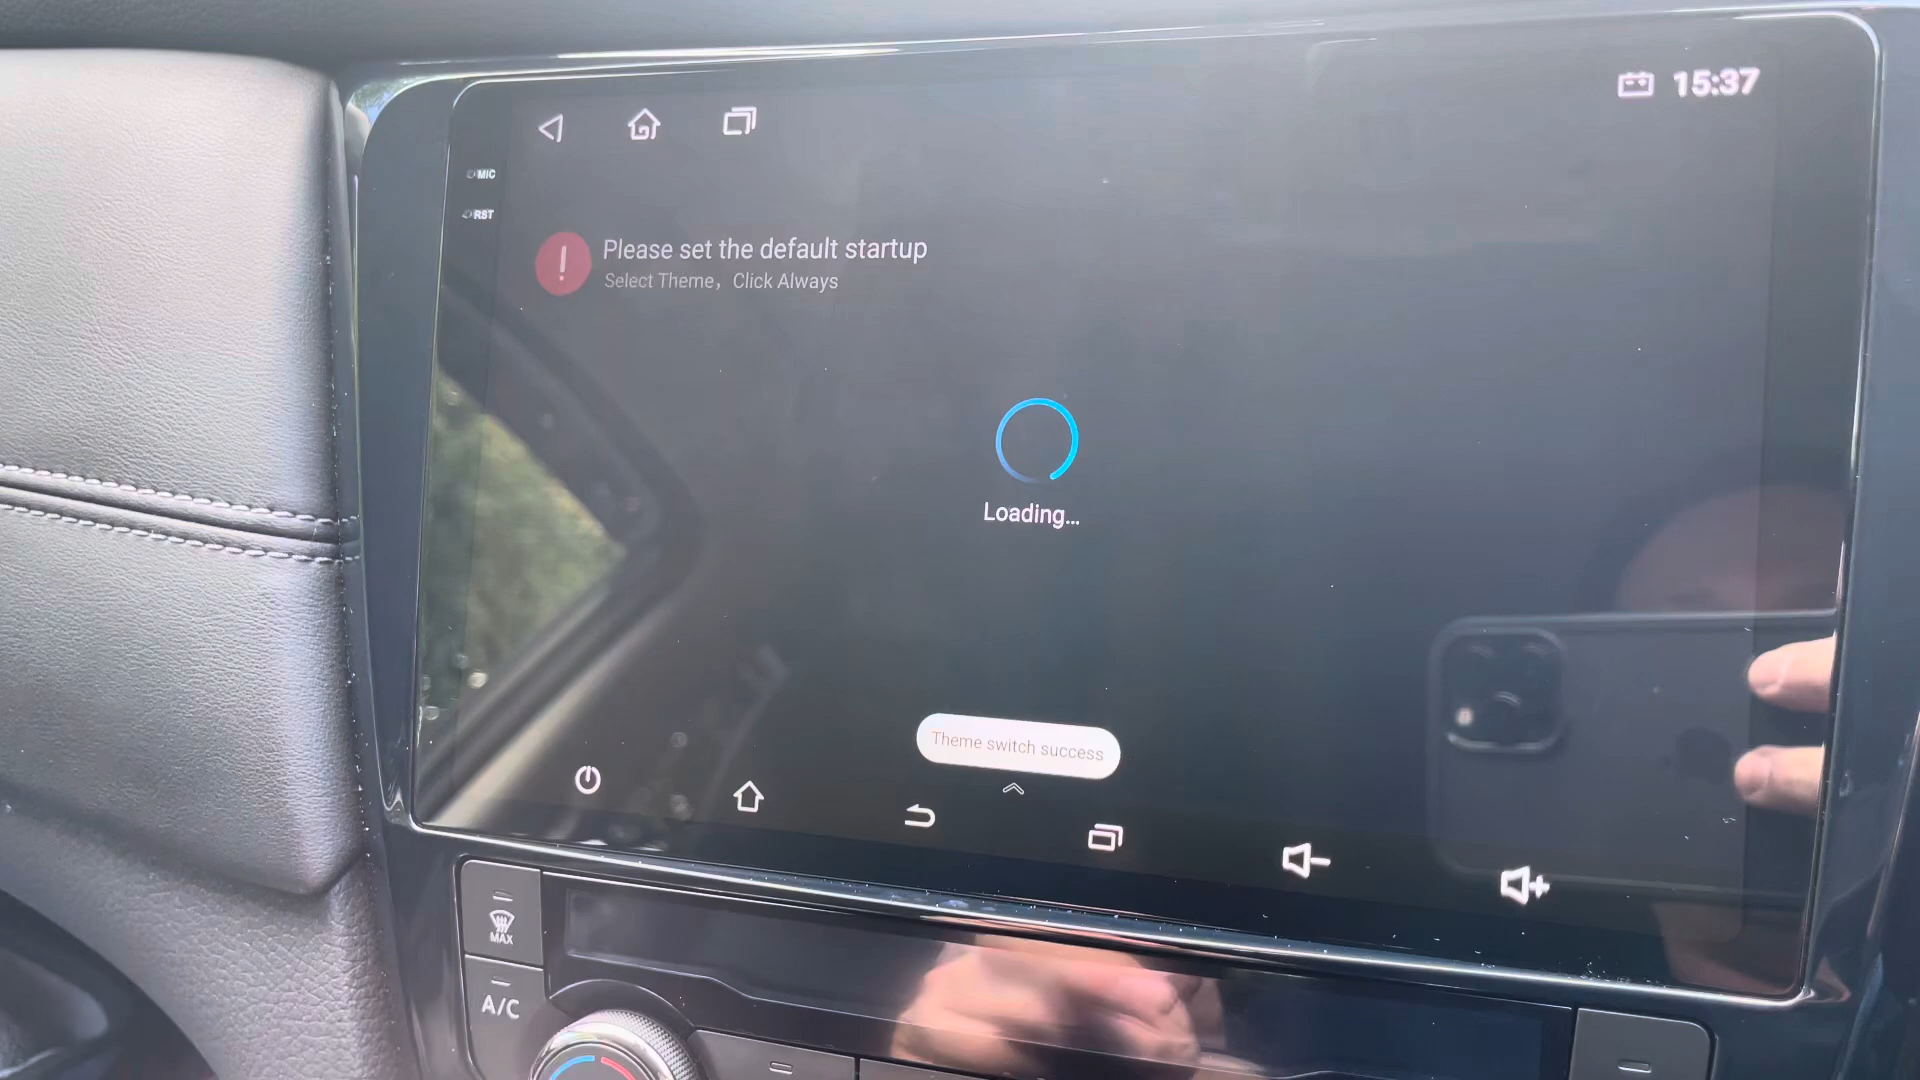 15:37
MIC
RST
Please set the default startup
Select Theme，Click Always
Loading...
Theme switch success
MAX
A/C